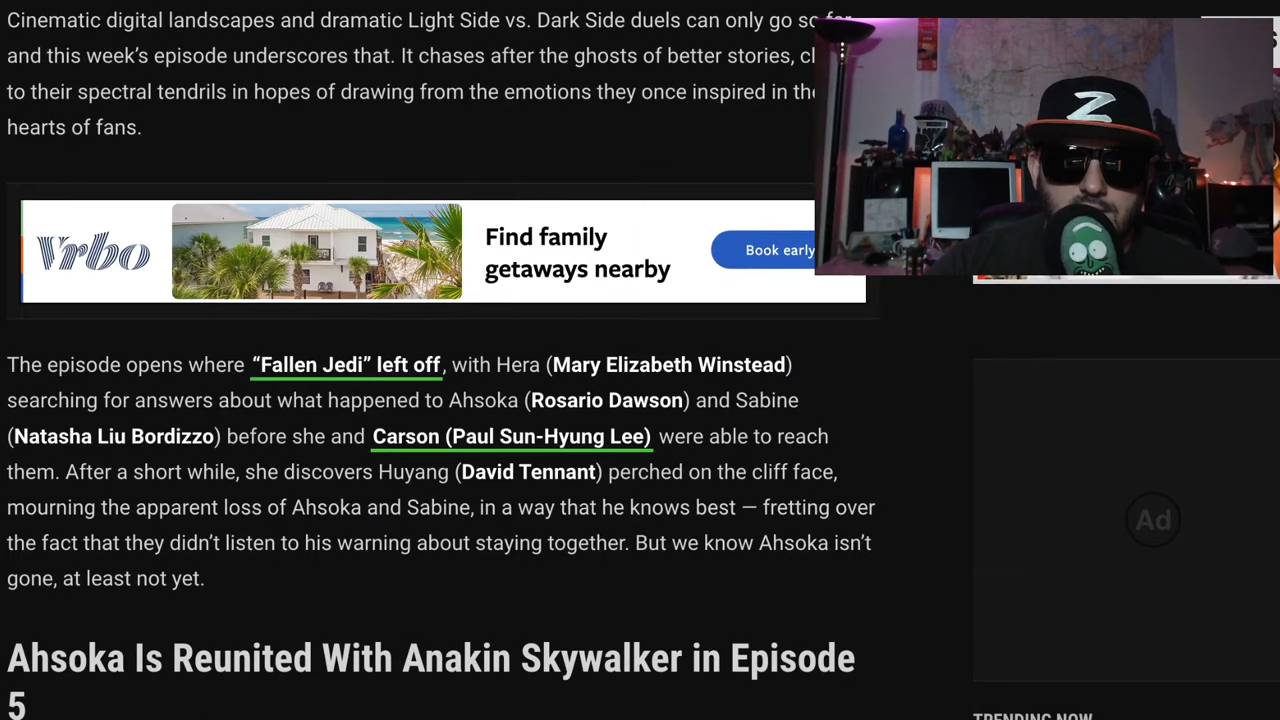 Cinematic digital landscapes and dramatic Light Side vs. Dark Side duels can only go so far
and this week’s episode underscores that. It chases after the ghosts of better stories, cl
to their spectral tendrils in hopes of drawing from the emotions they once inspired in the
hearts of fans.
Vrbo
Find family
getaways nearby
Book early
Z
The episode opens where “Fallen Jedi” left off, with Hera (Mary Elizabeth Winstead)
searching for answers about what happened to Ahsoka (Rosario Dawson) and Sabine
(Natasha Liu Bordizzo) before she and Carson (Paul Sun-Hyung Lee) were able to reach
them. After a short while, she discovers Huyang (David Tennant) perched on the cliff face,
mourning the apparent loss of Ahsoka and Sabine, in a way that he knows best — fretting over
the fact that they didn’t listen to his warning about staying together. But we know Ahsoka isn’t
gone, at least not yet.
Ad
Ahsoka Is Reunited With Anakin Skywalker in Episode
5
TRENDING NOW